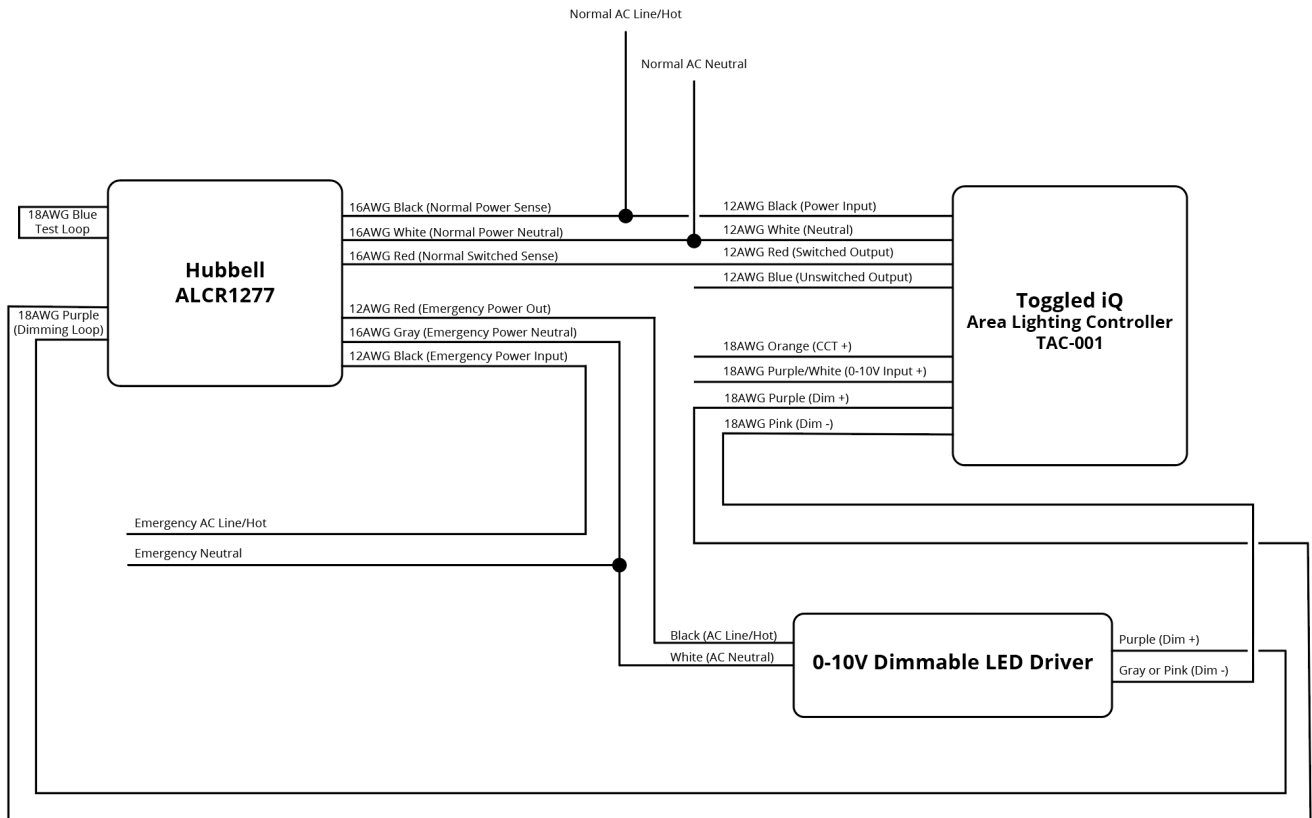 Normal AC Line/Hot
Normal AC Neutral
18AWG Blue
Test Loop
Hubbell
ALCR1277
18AWG Purple
(Dimming Loop)
16AWG Black (Normal Power Sense)
16AWG White (Normal Power Neutral)
16AWG Red (Normal Switched Sense)
12AWG Red (Emergency Power Out)
16AWG Gray (Emergency Power Neutral)
12AWG Black (Emergency Power Input)
12AWG Black (Power Input)
12AWG White (Neutral)
12AWG Red (Switched Output)
12AWG Blue (Unswitched Output)
18AWG Orange (CCT +)
18AWG Purple/White (0-10V Input +)
18AWG Purple (Dim +)
18AWG Pink (Dim -)
Toggled iQ
Area Lighting Controller
TAC-001
Emergency AC Line/Hot
Emergency Neutral
Black (AC Line/Hot)
White (AC Neutral)
0-10V Dimmable LED Driver
Purple (Dim +)
Gray or Pink (Dim -)